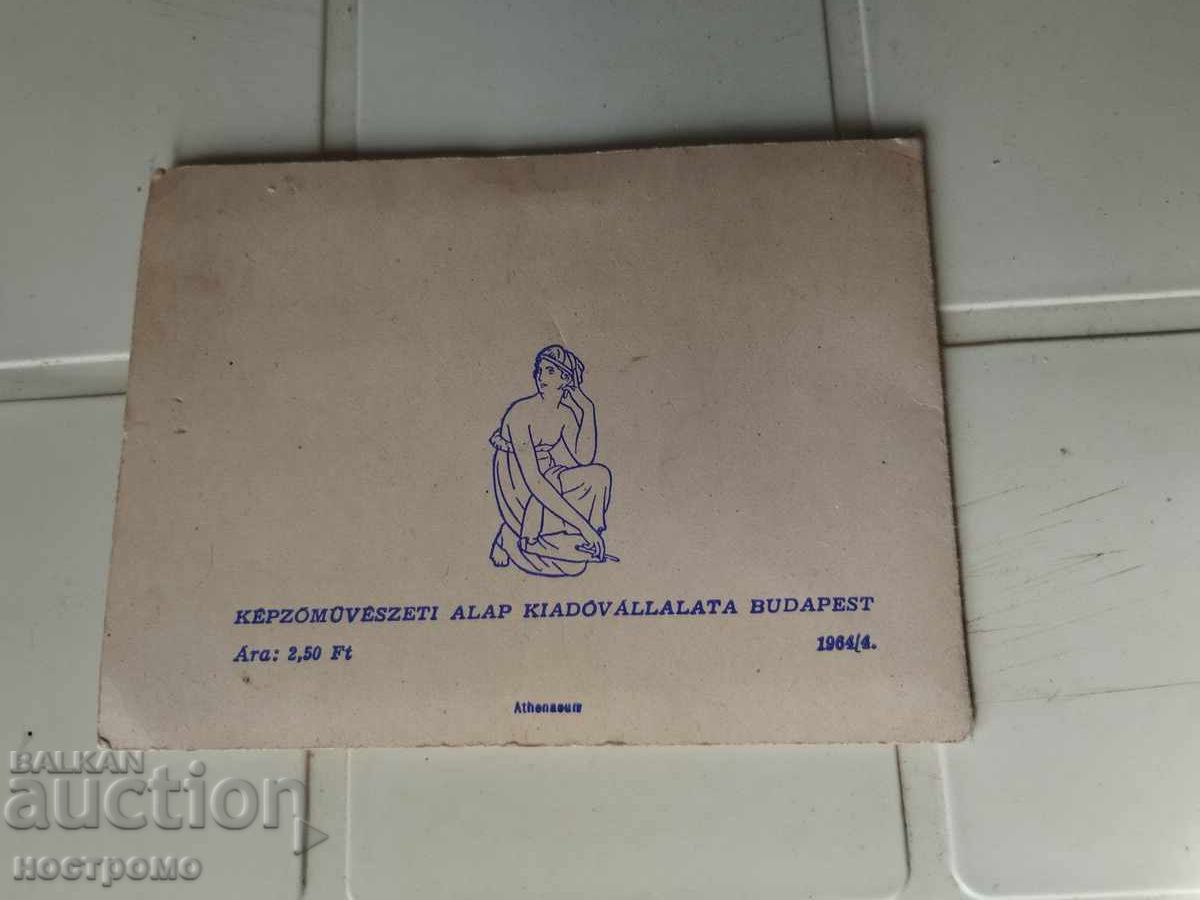 KÉPZŐMŰVÉSZETI ALAP KIADÓVÁLLALATA BUDAPEST
Ára: 2,50 Ft
1964/4.
Athenaeum
BALKAN
auction
ностромо